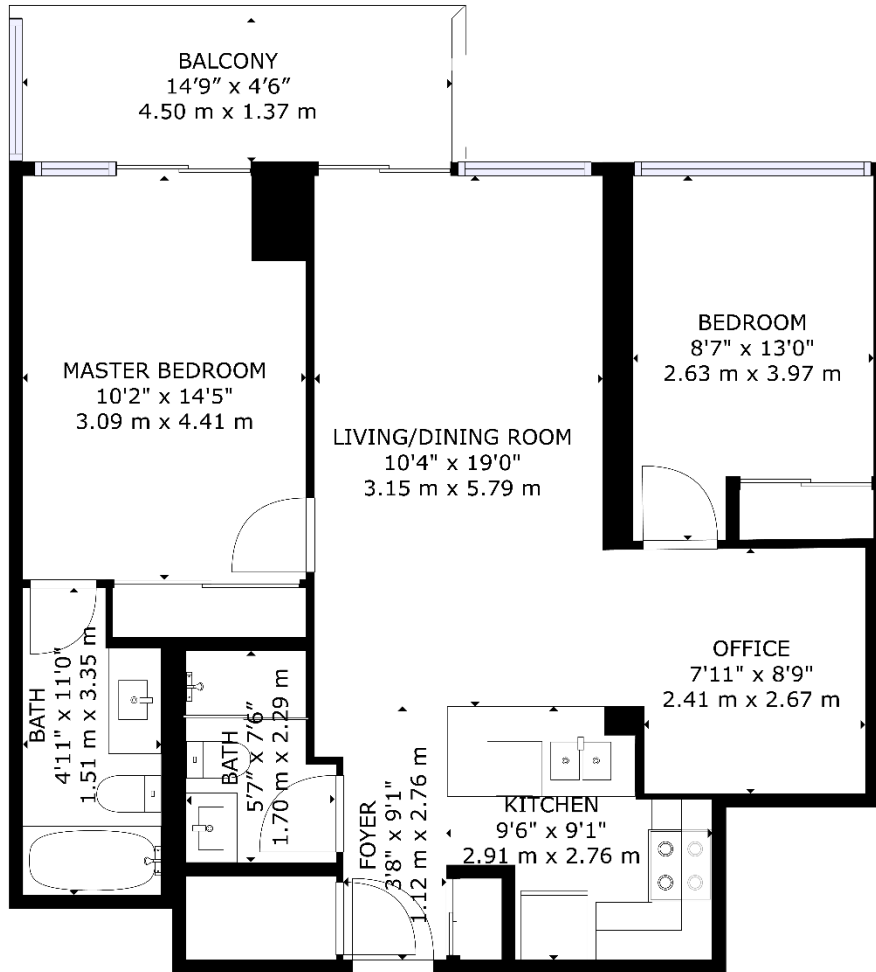 BALCONY
14′9″ x 4′6″
4.50 m x 1.37 m
MASTER BEDROOM
10'2" x 14'5"
3.09 m x 4.41 m
LIVING/DINING ROOM
10'4" x 19'0"
3.15 m x 5.79 m
BEDROOM
8'7" x 13'0"
2.63 m x 3.97 m
OFFICE
7'11" x 8'9"
2.41 m x 2.67 m
BATH
4'11" x 11'0"
1.51 m x 3.35 m
BATH
5'7" x 7'6"
1.70 m x 2.29 m
FOYER
3'8" x 9'1"
1.12 m x 2.76 m
KITCHEN
9'6" x 9'1"
2.91 m x 2.76 m